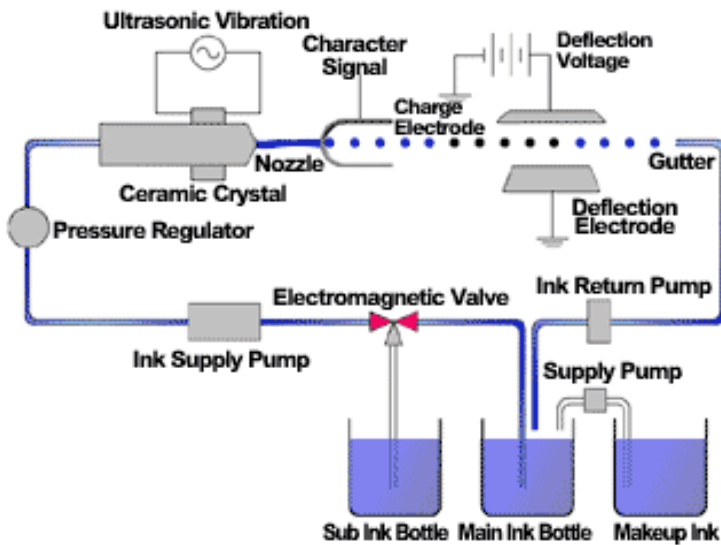 Ultrasonic Vibration
Character
Signal
Deflection
Voltage
Charge
Electrode
Nozzle
Gutter
Ceramic Crystal
Deflection
Electrode
Pressure Regulator
Electromagnetic Valve
Ink Return Pump
Ink Supply Pump
Supply Pump
Sub Ink Bottle
Main Ink Bottle
Makeup Ink